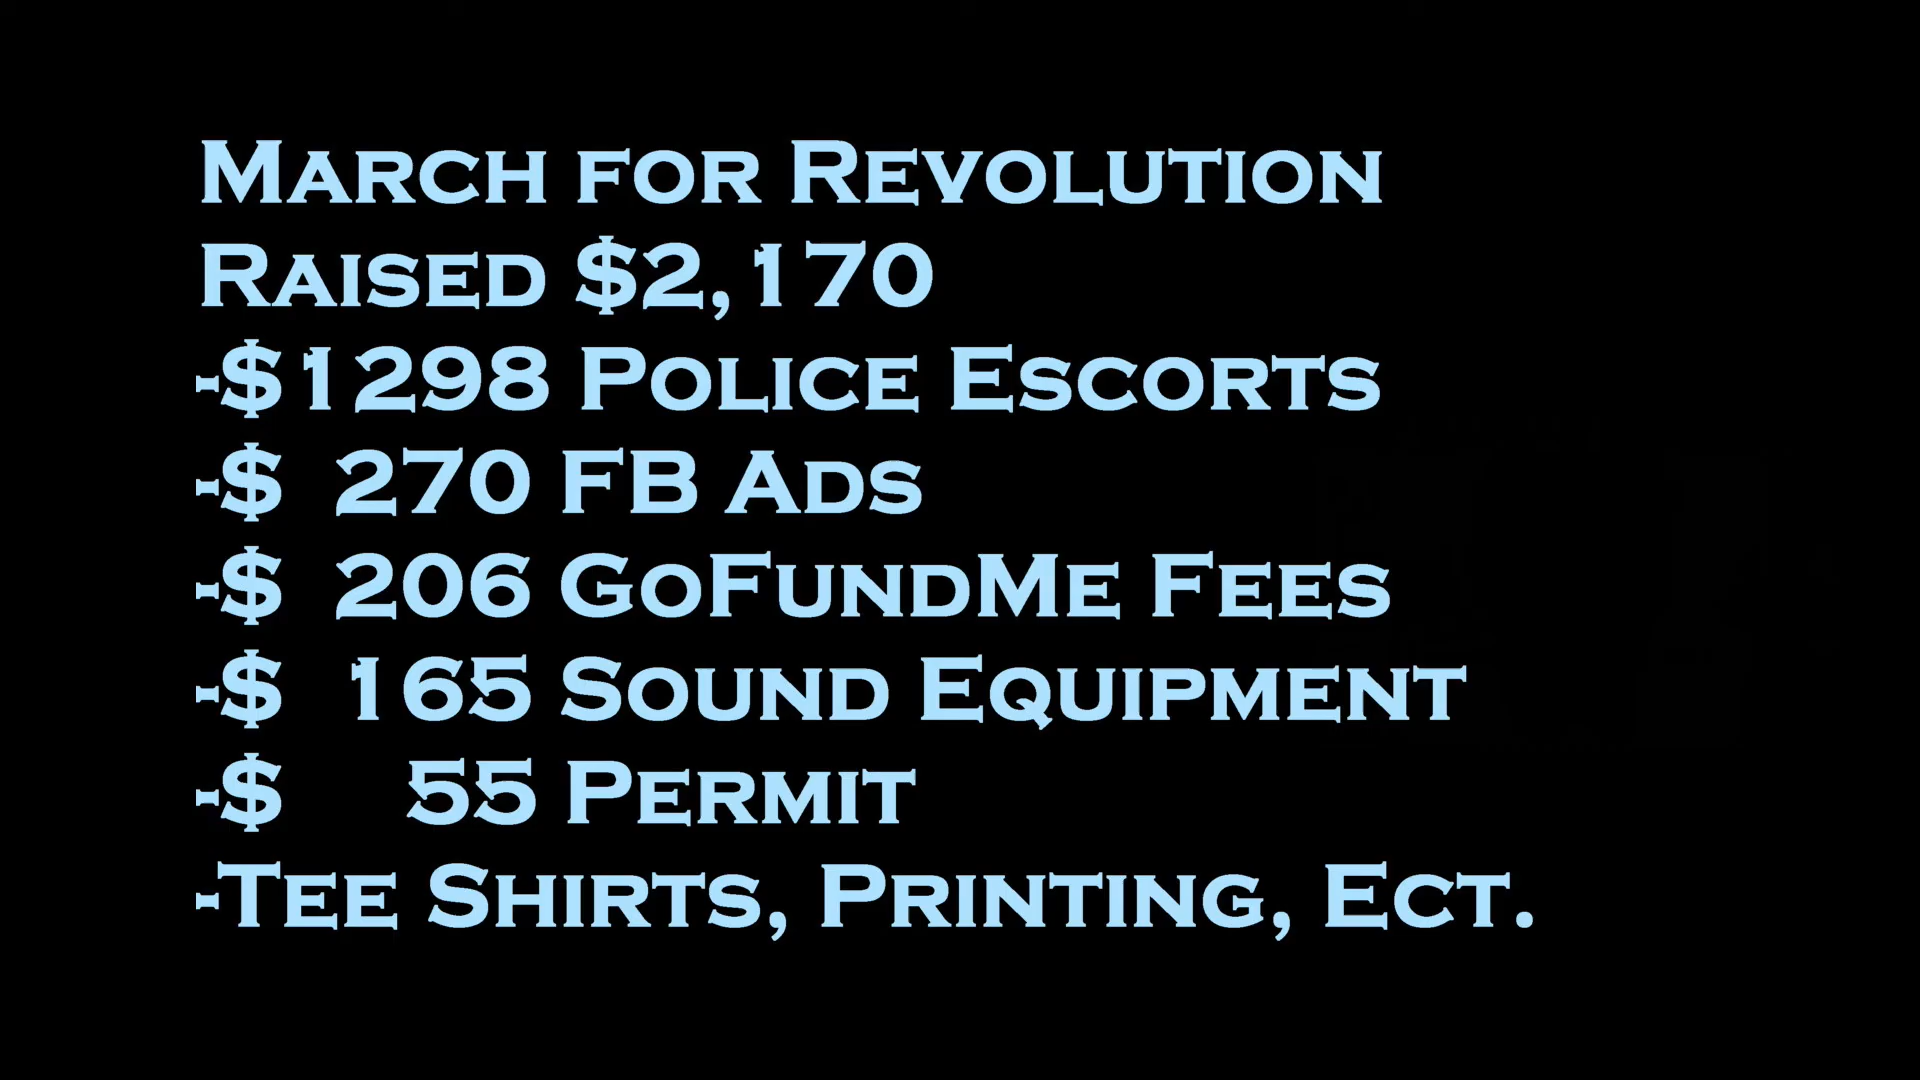 March for Revolution
Raised $2,170
-$1298 Police Escorts
-$ 270 FB Ads
-$ 206 GoFundMe Fees
-$ 165 Sound Equipment
-$ 55 Permit
-Tee Shirts, Printing, Ect.